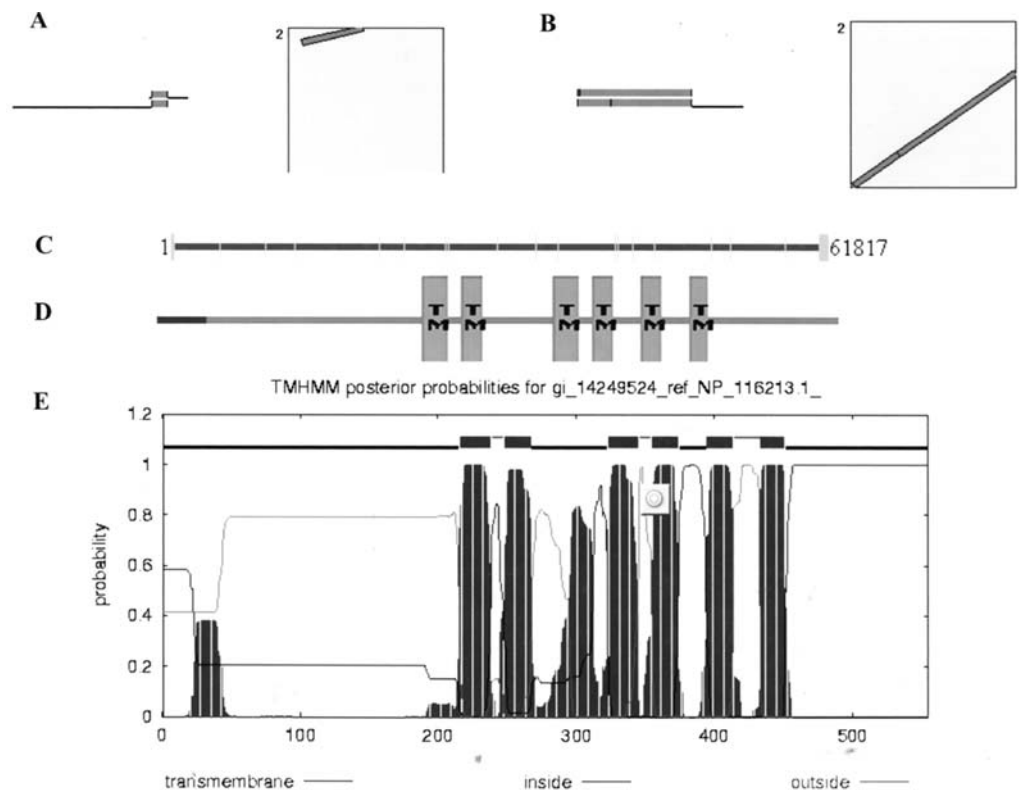 A
2
B
2
C
1
61817
D
TM
TM
TM
TM
TM
TM
TMHMM posterior probabilities for gi_14249524_ref_NP_116213.1_
E
1.2
1
0.8
0.6
0.4
0.2
0
probability
0
100
200
300
400
500
transmembrane
inside
outside